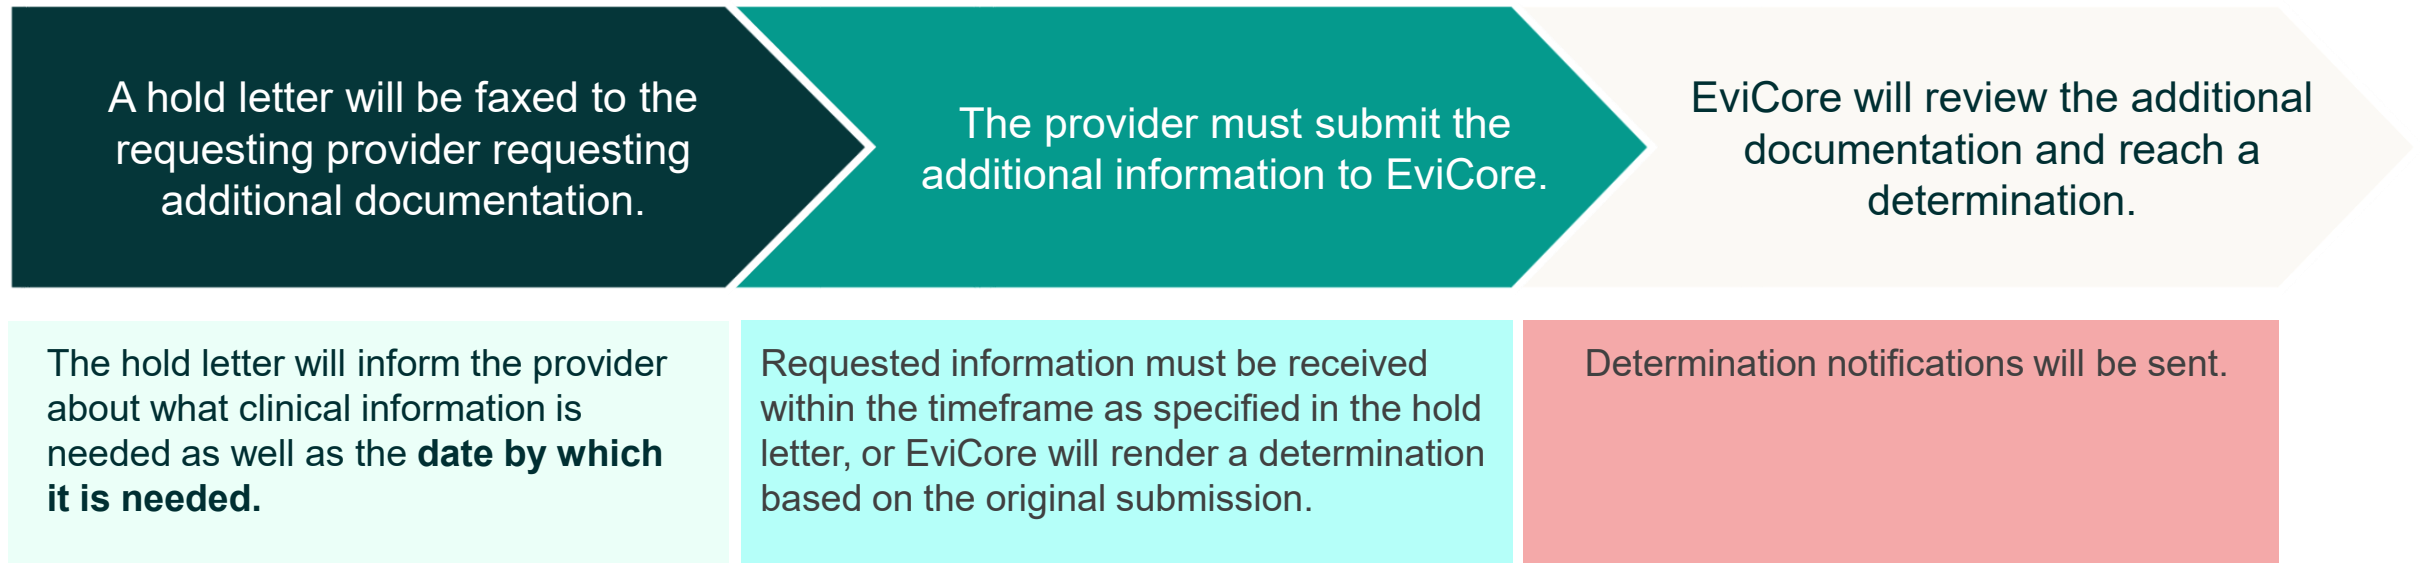 A hold letter will be faxed to the
requesting provider requesting
additional documentation.
The provider must submit the
additional information to EviCore.
EviCore will review the additional
documentation and reach a
determination.
The hold letter will inform the provider
about what clinical information is
needed as well as the date by which
it is needed.
Requested information must be received
within the timeframe as specified in the hold
letter, or EviCore will render a determination
based on the original submission.
Determination notifications will be sent.